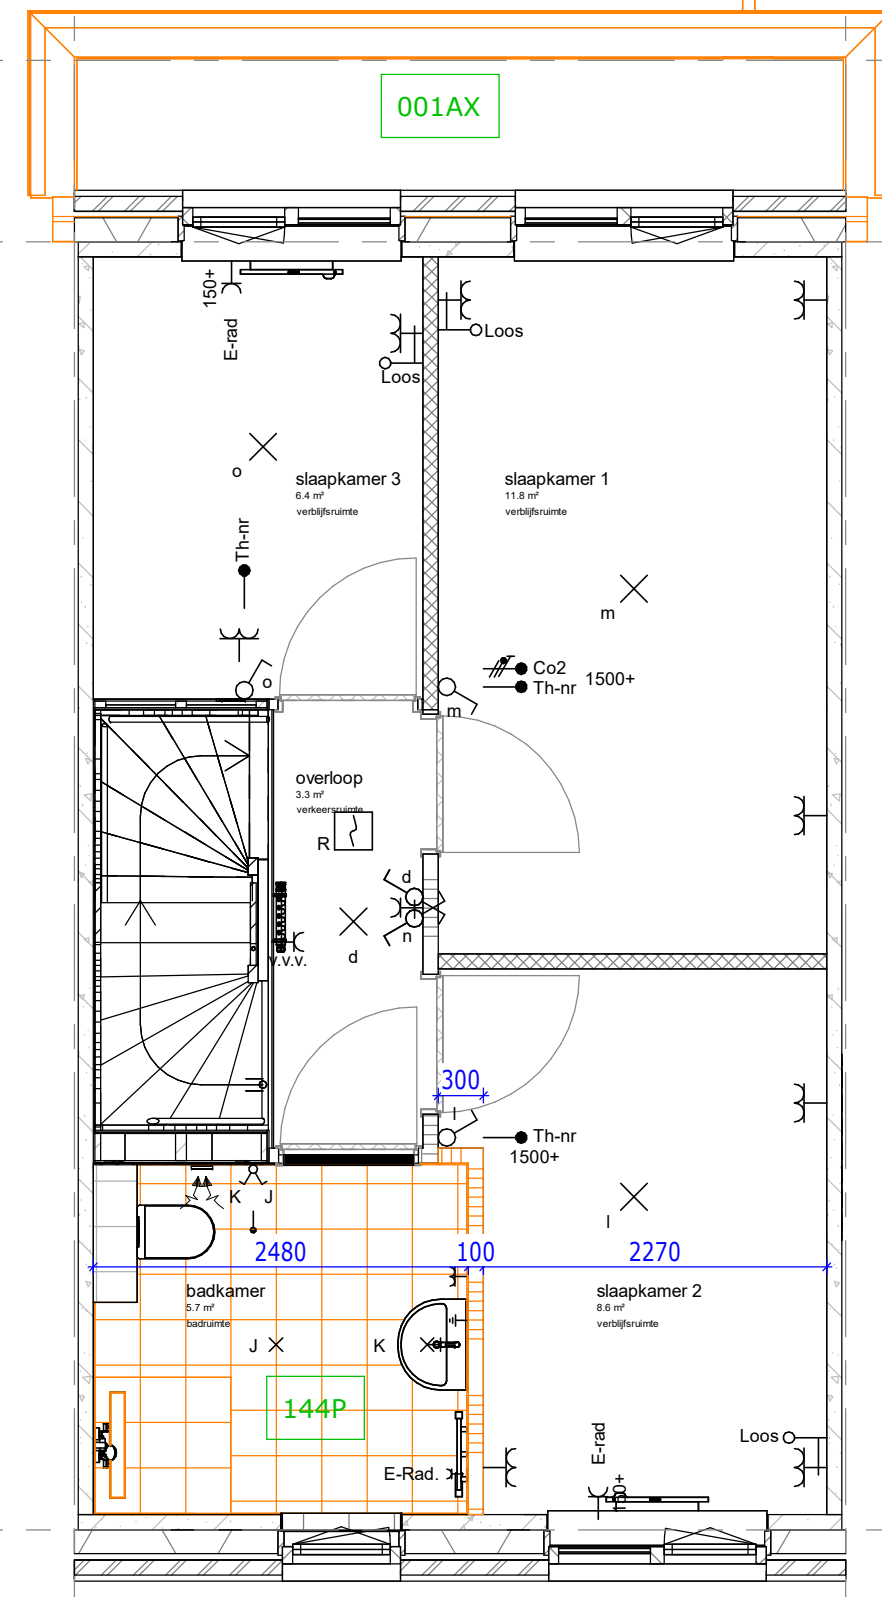 001AX
150+
E-rad
Loos
Loos
o
slaapkamer 3
6.4 m²
verblijfsruimte
slaapkamer 1
11.8 m²
verblijfsruimte
Th-nr
m
Co2
Th-nr
1500+
o
m
overloop
3.3 m²
verkeersruimte
R
d
n
d
v.v.v.
300
l
Th-nr
1500+
K
J
l
2480
100
2270
badkamer
5.7 m²
badruimte
slaapkamer 2
8.6 m²
verblijfsruimte
J
K
144P
E-Rad.
E-rad
Loos